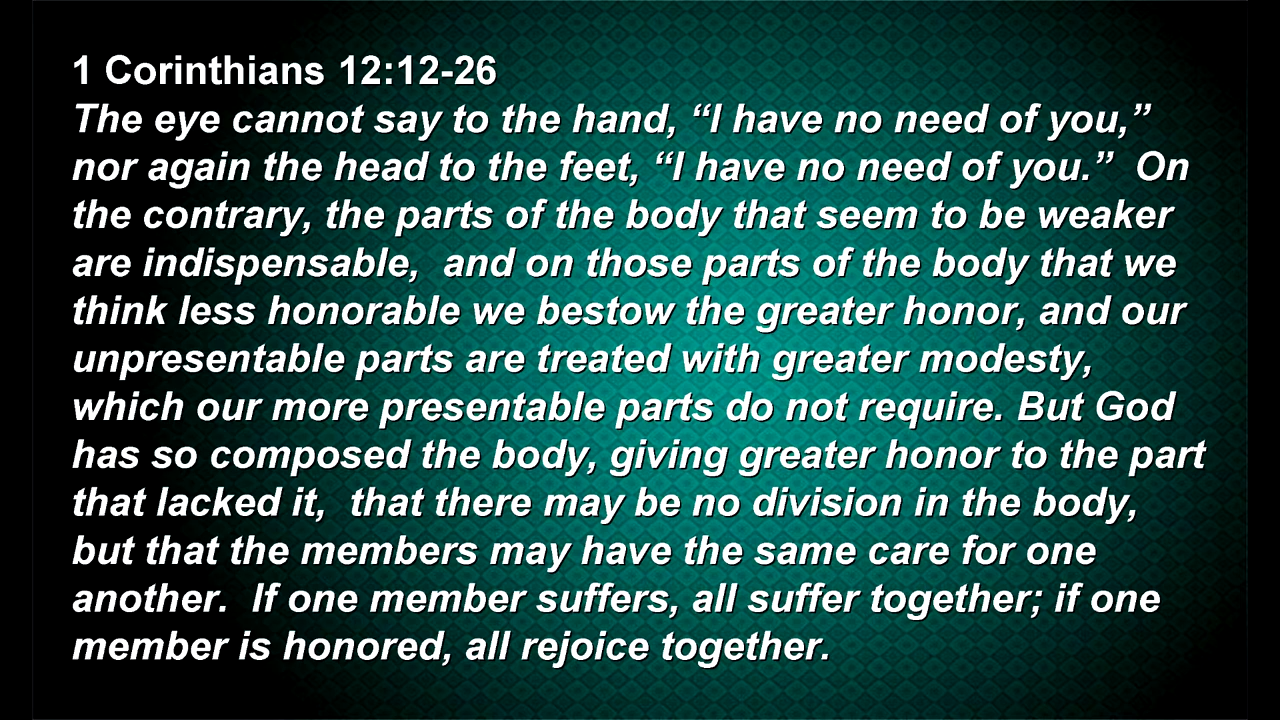 1 Corinthians 12:12-26
The eye cannot say to the hand, “I have no need of you,”
nor again the head to the feet, “I have no need of you.”  On
the contrary, the parts of the body that seem to be weaker
are indispensable,  and on those parts of the body that we
think less honorable we bestow the greater honor, and our
unpresentable parts are treated with greater modesty,
which our more presentable parts do not require. But God
has so composed the body, giving greater honor to the part
that lacked it,  that there may be no division in the body,
but that the members may have the same care for one
another.  If one member suffers, all suffer together; if one
member is honored, all rejoice together.